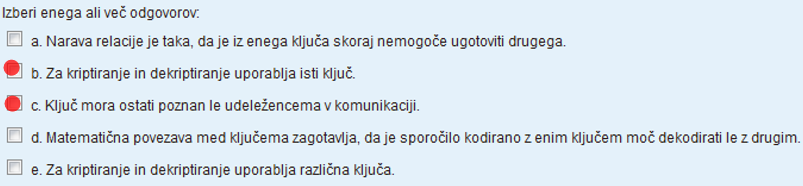 Izberi enega ali več odgovorov:
a. Narava relacije je taka, da je iz enega ključa skoraj nemogoče ugotoviti drugega.
b. Za kriptiranje in dekriptiranje uporablja isti ključ.
c. Ključ mora ostati poznan le udeležencema v komunikaciji.
d. Matematična povezava med ključema zagotavlja, da je sporočilo kodirano z enim ključem moč dekodirati le z drugim.
e. Za kriptiranje in dekriptiranje uporablja različna ključa.